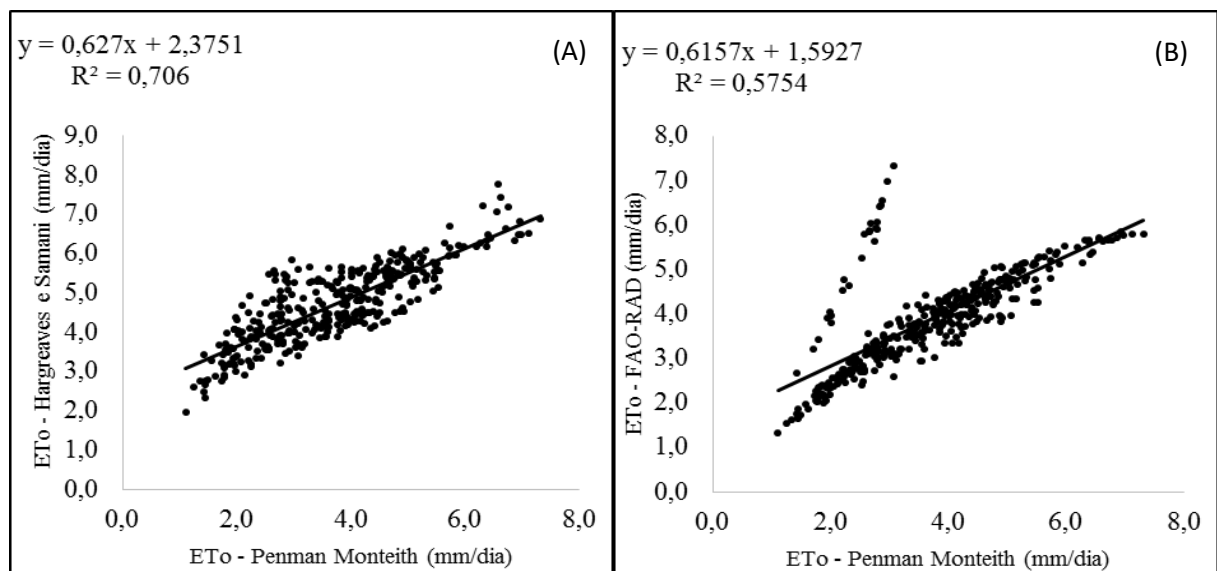 y = 0,627x + 2,3751
R² = 0,706
(A)
ETo - Hargreaves e Samani (mm/dia)
9,0
8,0
7,0
6,0
5,0
4,0
3,0
2,0
1,0
0,0
0,0 2,0 4,0 6,0 8,0
ETo - Penman Monteith (mm/dia)
y = 0,6157x + 1,5927
R² = 0,5754
(B)
ETo - FAO-RAD (mm/dia)
8,0
7,0
6,0
5,0
4,0
3,0
2,0
1,0
0,0
0,0 2,0 4,0 6,0 8,0
ETo - Penman Monteith (mm/dia)